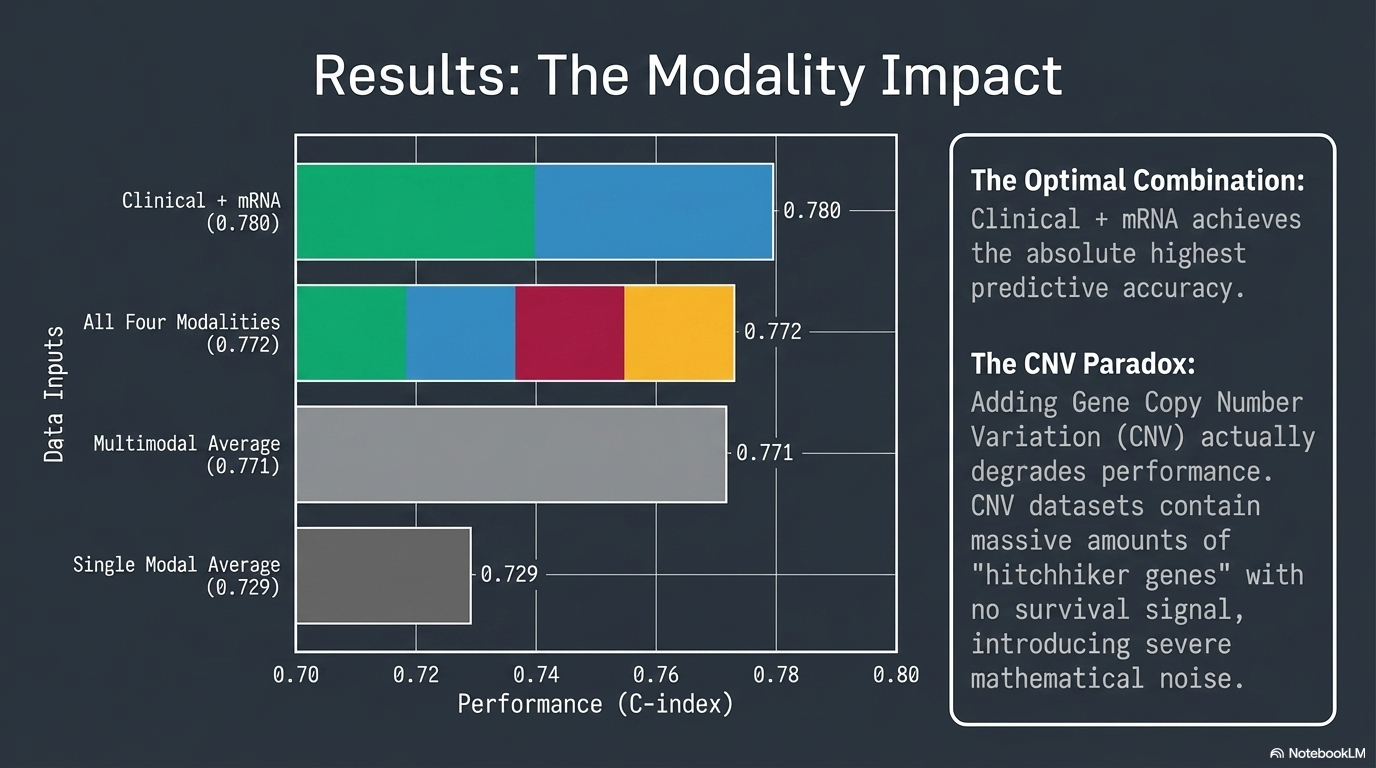 Results: The Modality Impact
Data Inputs
Clinical + mRNA
(0.780)
0.780
All Four Modalities
(0.772)
0.772
Multimodal Average
(0.771)
0.771
Single Modal Average
(0.729)
0.729
0.70 0.72 0.74 0.76 0.78 0.80
Performance (C-index)
The Optimal Combination:
Clinical + mRNA achieves
the absolute highest
predictive accuracy.
The CNV Paradox:
Adding Gene Copy Number
Variation (CNV) actually
degrades performance.
CNV datasets contain
massive amounts of
"hitchhiker genes" with
no survival signal,
introducing severe
mathematical noise.
NotebookLM